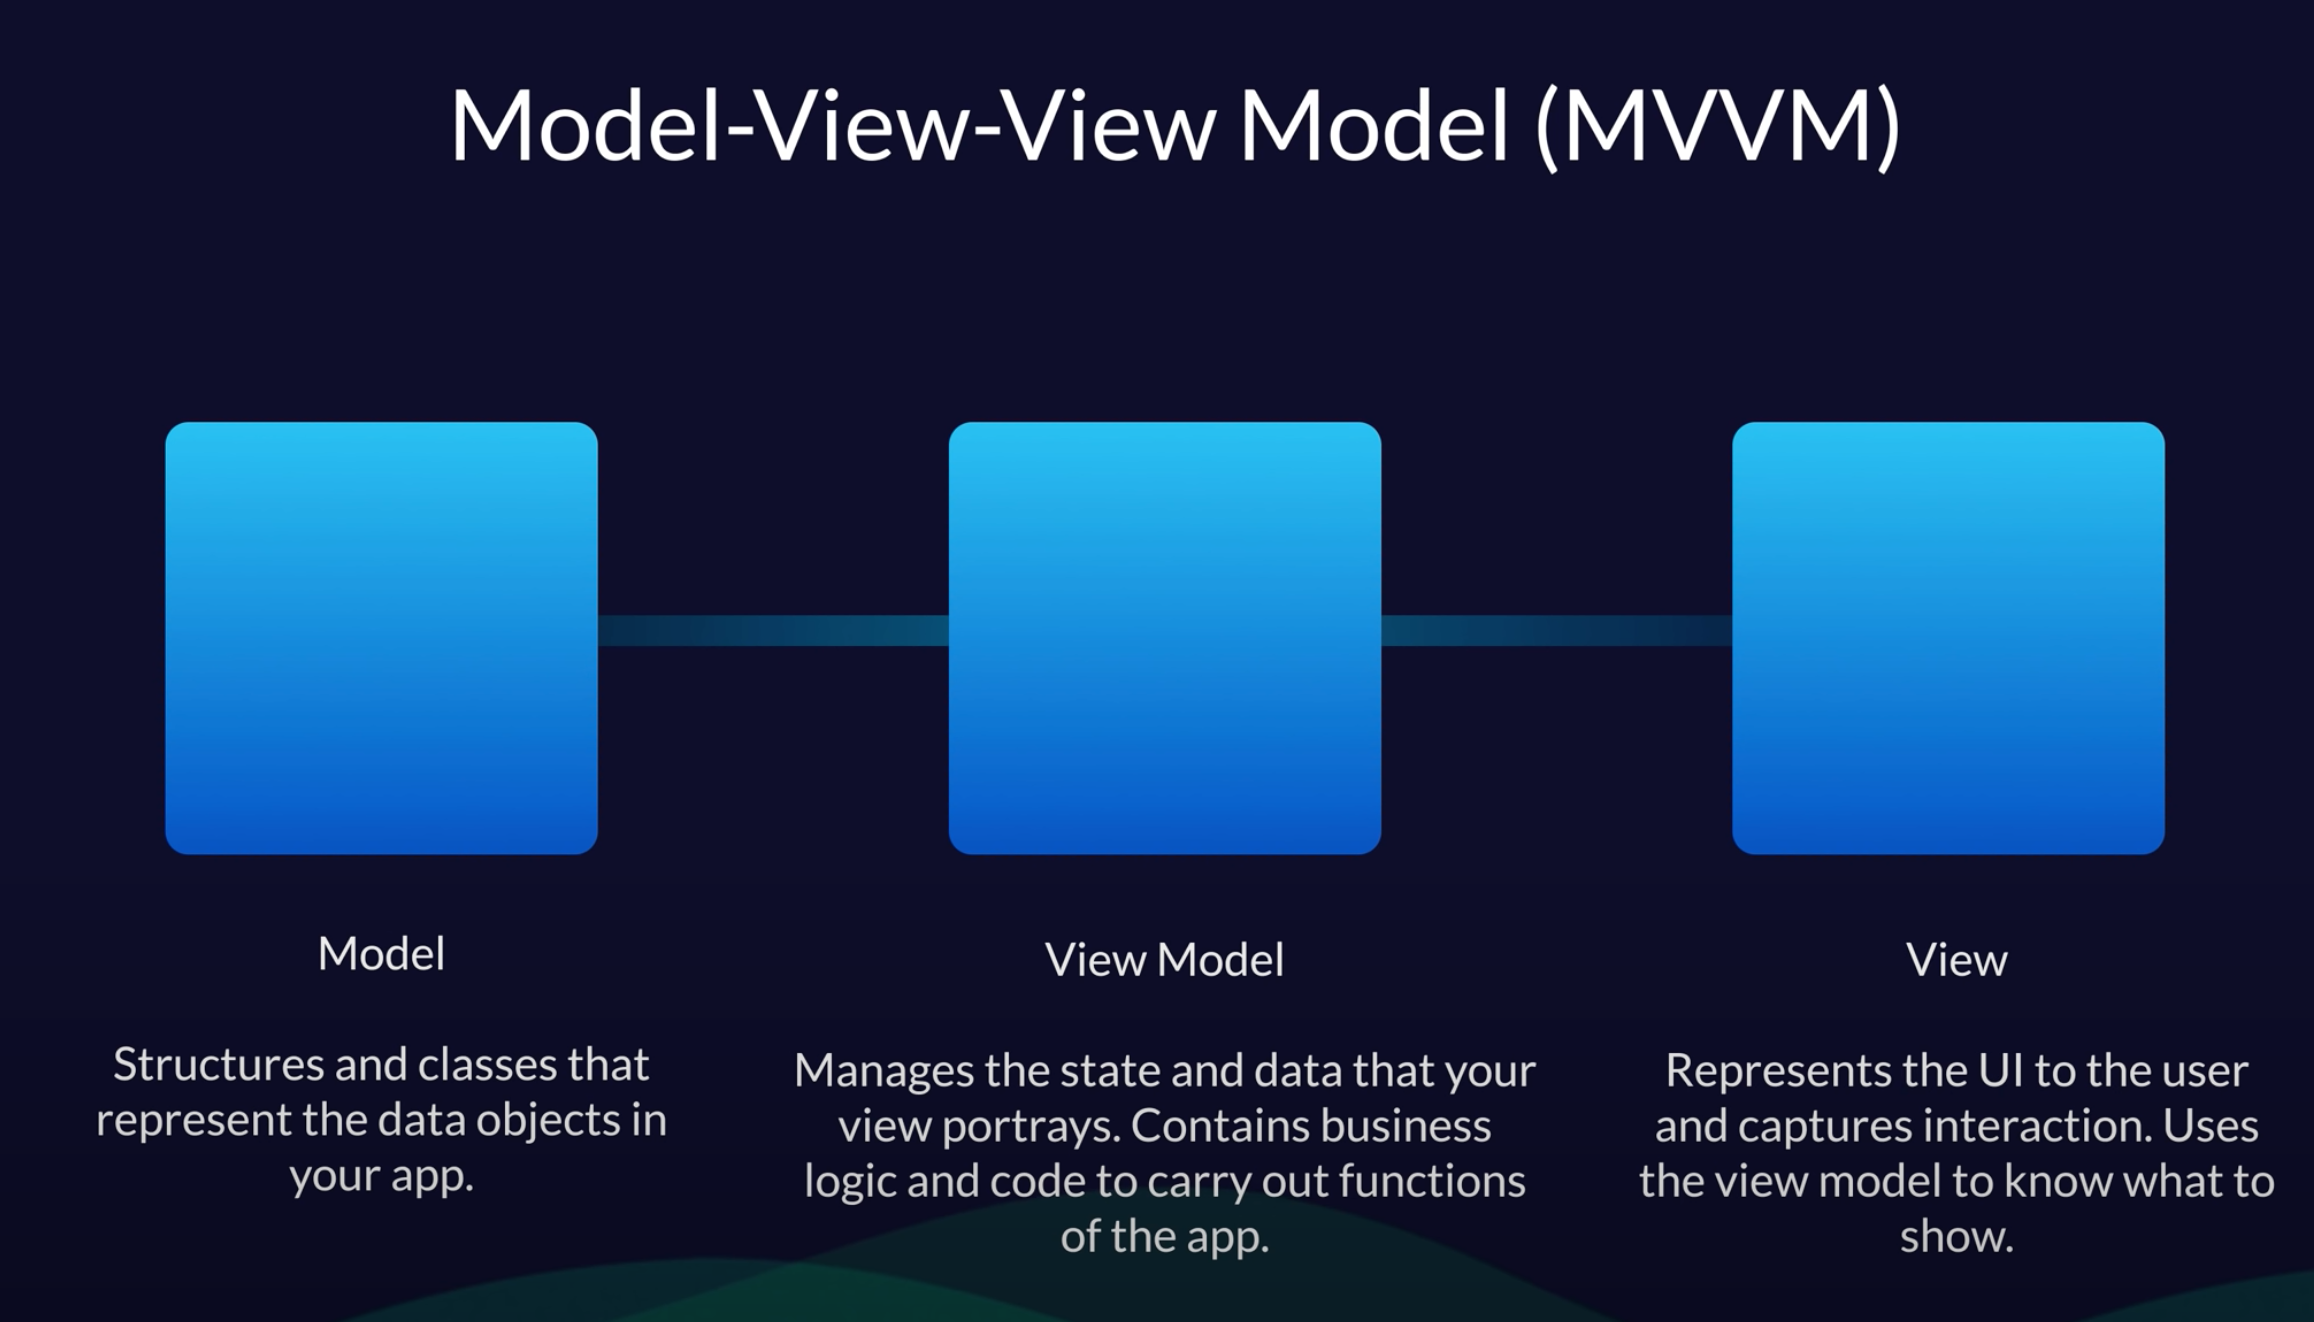 Model-View-View Model (MVVM)
Model
Structures and classes that
represent the data objects in
your app.
View Model
Manages the state and data that your
view portrays. Contains business
logic and code to carry out functions
of the app.
View
Represents the UI to the user
and captures interaction. Uses
the view model to know what to
show.